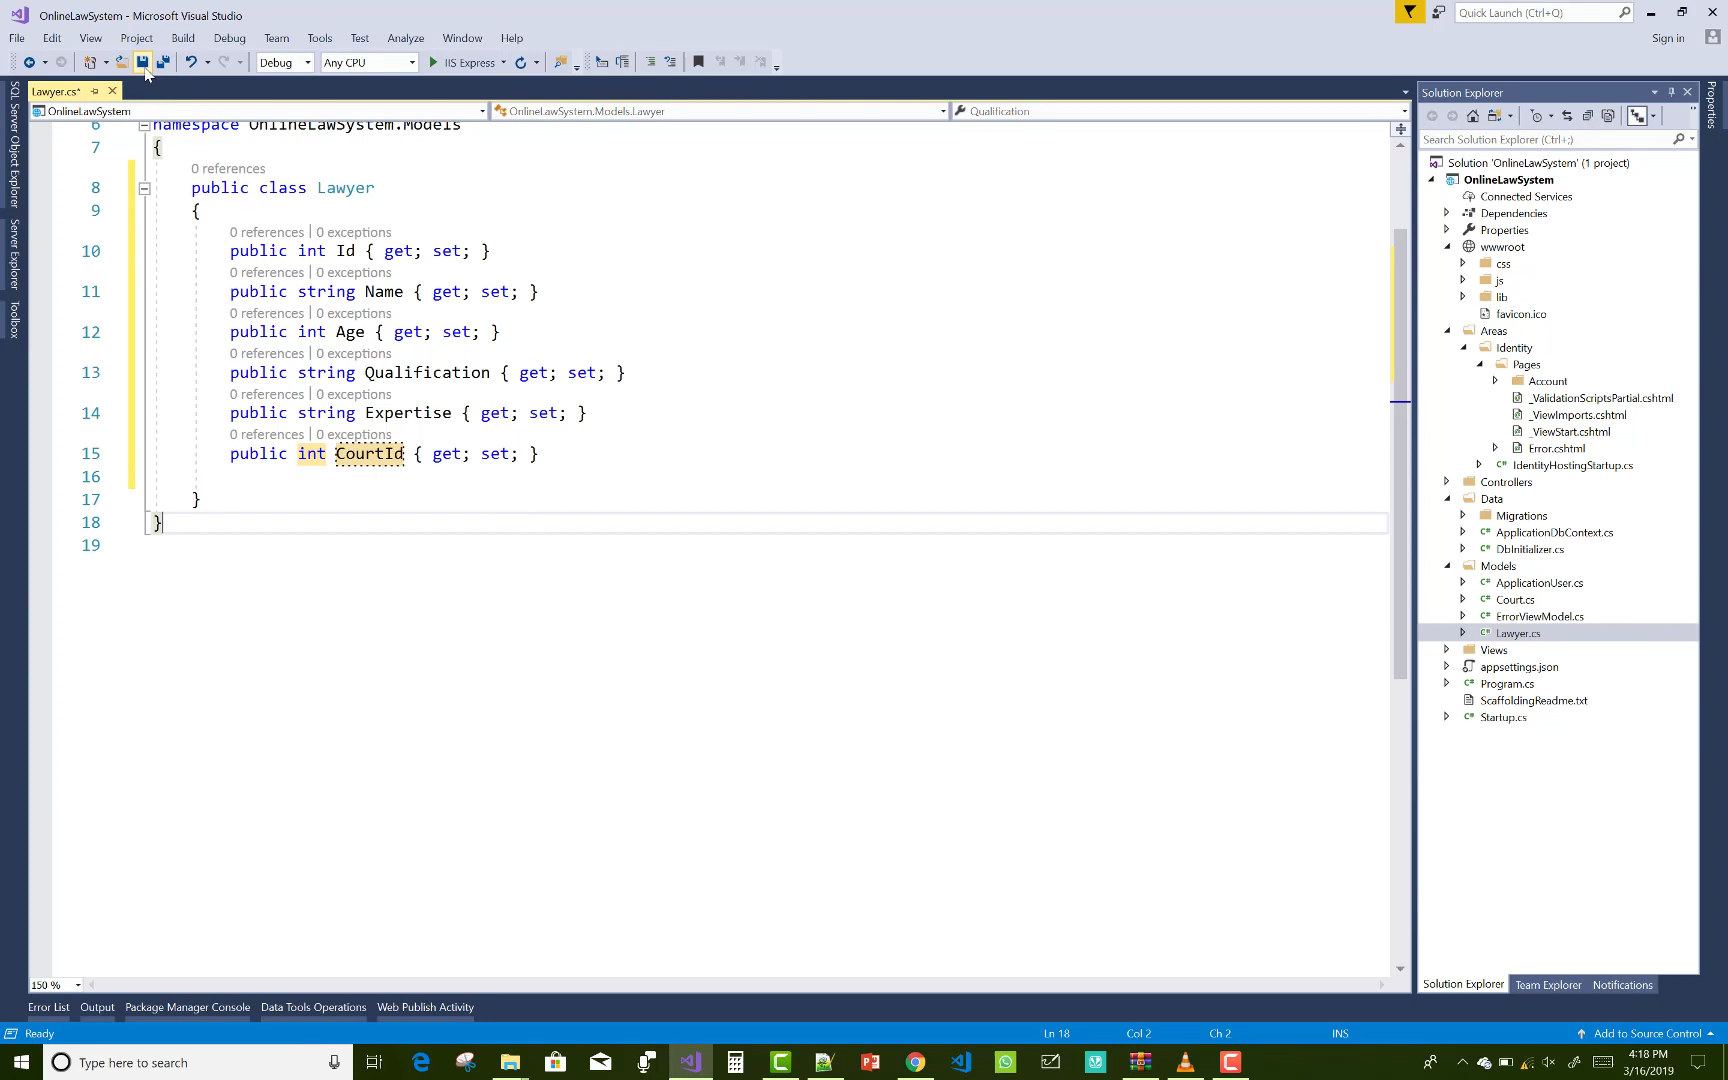 OnlineLawSystem - Microsoft Visual Studio
Quick Launch (Ctrl+Q)
File Edit View Project Build Debug Team Tools Test Analyze Window Help
Sign in
Debug Any CPU IIS Express
Lawyer.cs*
OnlineLawSystem OnlineLawSystem.Models.Lawyer Qualification
SQL Server Object Explorer
Server Explorer
Toolbox
6 namespace OnlineLawSystem.Models
7 {
0 references
8 public class Lawyer
9 {
0 references | 0 exceptions
10 public int Id { get; set; }
0 references | 0 exceptions
11 public string Name { get; set; }
0 references | 0 exceptions
12 public int Age { get; set; }
0 references | 0 exceptions
13 public string Qualification { get; set; }
0 references | 0 exceptions
14 public string Expertise { get; set; }
0 references | 0 exceptions
15 public int CourtId { get; set; }
16
17 }
18 }
19
150 %
Solution Explorer
Search Solution Explorer (Ctrl+;)
Solution 'OnlineLawSystem' (1 project)
OnlineLawSystem
Connected Services
Dependencies
Properties
wwwroot
css
js
lib
favicon.ico
Areas
Identity
Pages
Account
_ValidationScriptsPartial.cshtml
_ViewImports.cshtml
_ViewStart.cshtml
Error.cshtml
IdentityHostingStartup.cs
Controllers
Data
Migrations
ApplicationDbContext.cs
DbInitializer.cs
Models
ApplicationUser.cs
Court.cs
ErrorViewModel.cs
Lawyer.cs
Views
appsettings.json
Program.cs
ScaffoldingReadme.txt
Startup.cs
Solution Explorer Team Explorer Notifications
Properties
Error List Output Package Manager Console Data Tools Operations Web Publish Activity
Ready Ln 18 Col 2 Ch 2 INS Add to Source Control
Type here to search
4:18 PM
3/16/2019